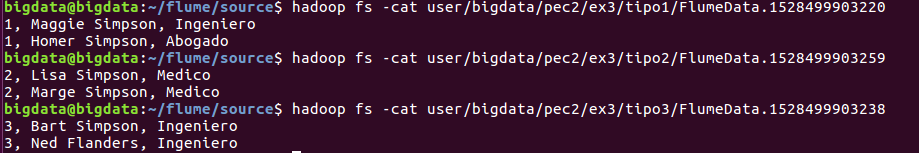 bigdata@bigdata:~/flume/source$ hadoop fs -cat user/bigdata/pec2/ex3/tipo1/FlumeData.1528499903220
1, Maggie Simpson, Ingeniero
1, Homer Simpson, Abogado
bigdata@bigdata:~/flume/source$ hadoop fs -cat user/bigdata/pec2/ex3/tipo2/FlumeData.1528499903259
2, Lisa Simpson, Medico
2, Marge Simpson, Medico
bigdata@bigdata:~/flume/source$ hadoop fs -cat user/bigdata/pec2/ex3/tipo3/FlumeData.1528499903238
3, Bart Simpson, Ingeniero
3, Ned Flanders, Ingeniero